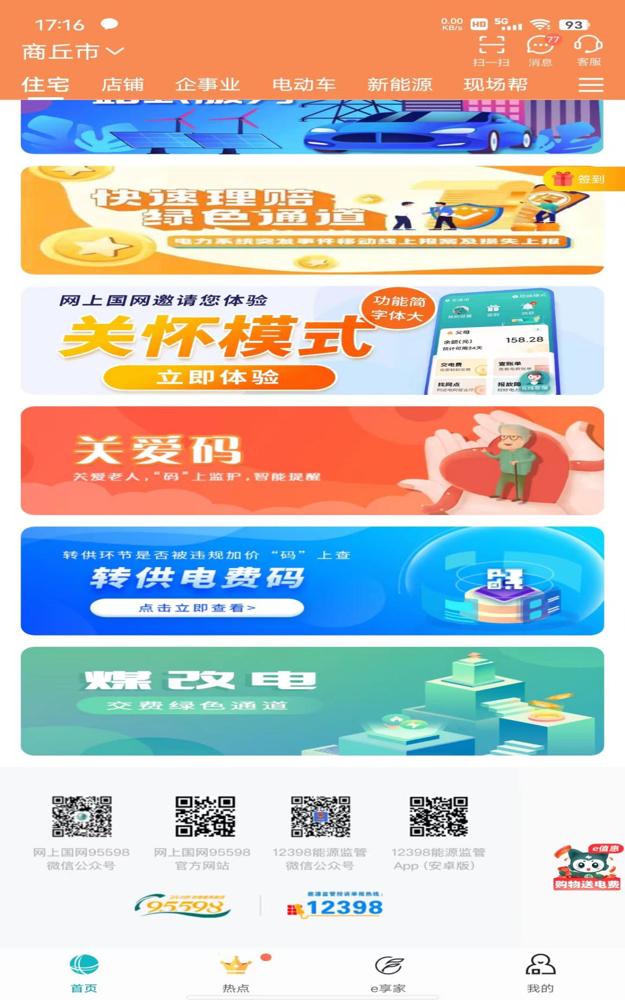 17:16
0.00
KB/s
HD
5G
93
商丘市
扫一扫
77
消息
客服
住宅 店铺 企事业 电动车 新能源 现场帮
签到
快速理赔
绿色通道
电力系统突发事件移动线上报案及损失上报
网上国网邀请您体验
关怀模式
立即体验
功能简
字体大
天津市
切换模式
我的设置
签到
消息
父母
余额(元)
158.28
预计可用24天
交电费
在家轻松交费
查账单
查看电费账单
找网点
附近电网营业厅
报故障
报修电力
在线客服
关爱码
关爱老人,“码”上监护,智能提醒
转供环节是否被违规加价 “码” 上查
转供电费码
点击立即查看>
煤改电
交费绿色通道
网上国网95598
微信公众号
网上国网95598
官方网站
12398能源监管
微信公众号
12398能源监管
App (安卓版)
e值惠
购物送电费
95598
能源监管投诉举报热线:
12398
首页
热点
e享家
我的